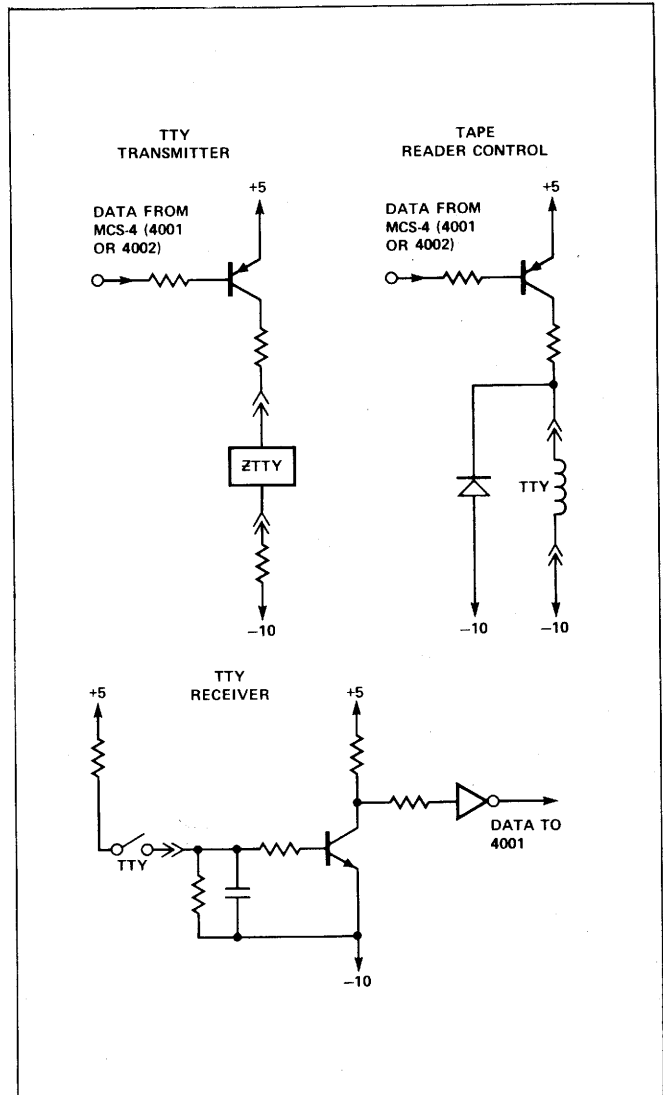 TTY
TRANSMITTER
+5
DATA FROM
MCS-4 (4001
OR 4002)
ZTTY
−10
TAPE
READER CONTROL
+5
DATA FROM
MCS-4 (4001
OR 4002)
TTY
−10
−10
TTY
RECEIVER
+5
+5
TTY
DATA TO
4001
−10